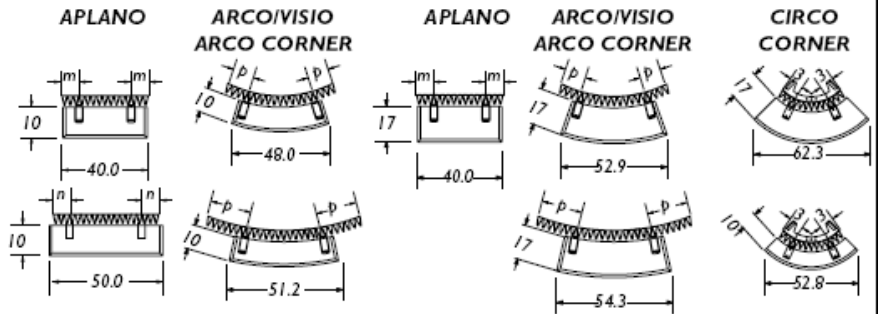 APLANO ARCO/VISIO APLANO ARCO/VISIO CIRCO
ARCO CORNER ARCO CORNER CORNER
m m p p m m p p 3 3
10 10 17 17 17
40.0 48.0 40.0 52.9 62.3
n n p p p p 3 3
10 10 17 10
50.0 51.2 54.3 52.8